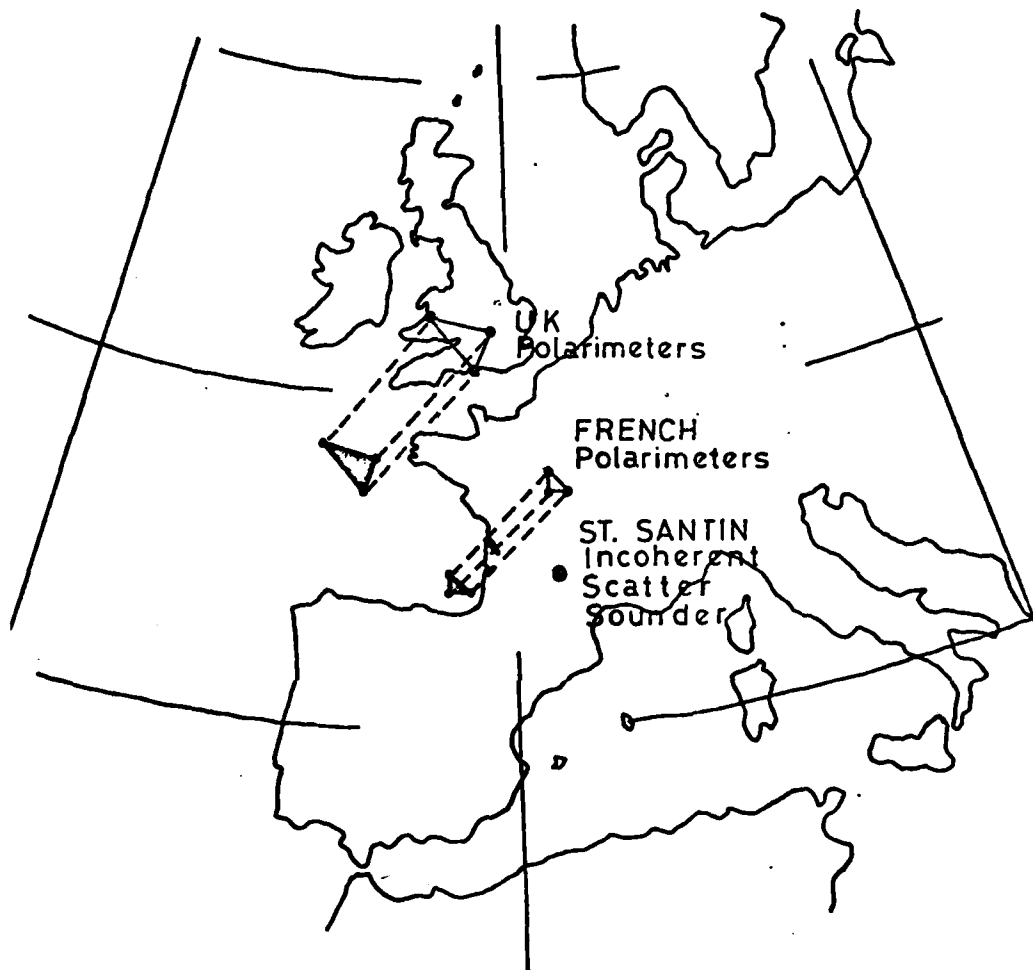 UK
Polarimeters
FRENCH
Polarimeters
ST. SANTIN
Incoherent
Scatter
Sounder